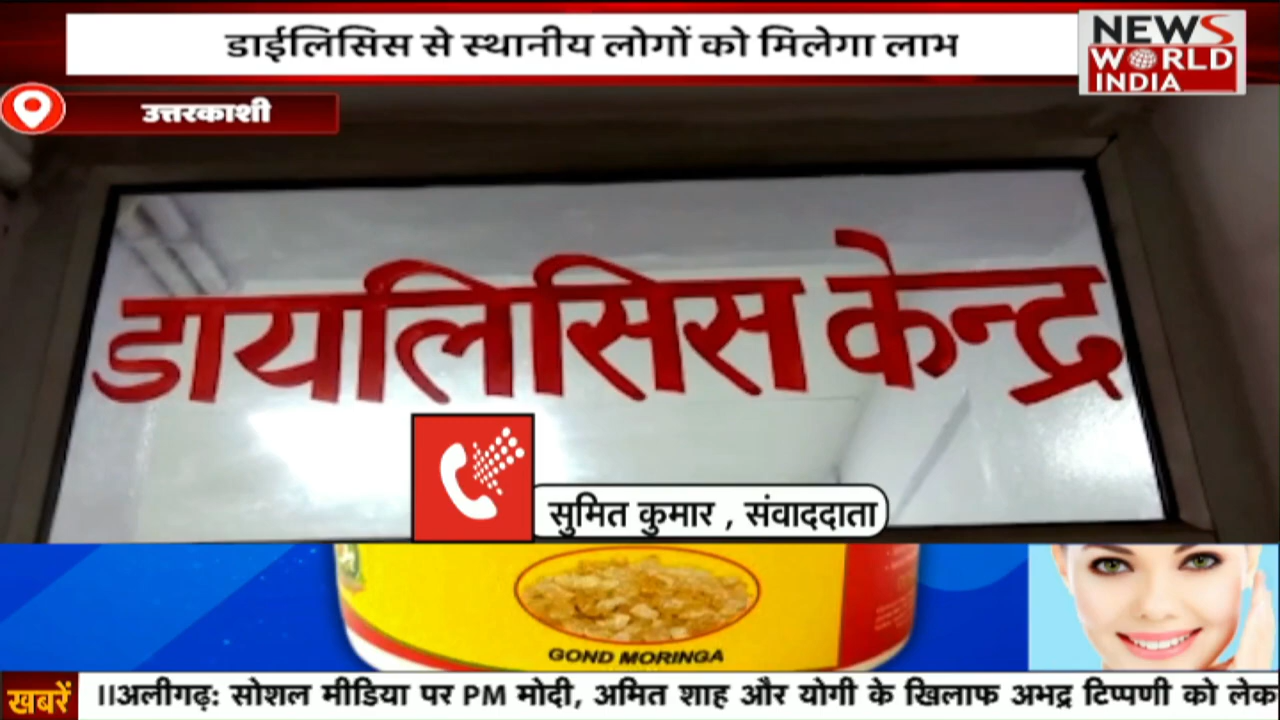 डाईलिसिस से स्थानीय लोगों को मिलेगा लाभ
NEWS
WORLD
INDIA
उत्तरकाशी
डायलिसिस केन्द्र
सुमित कुमार , संवाददाता
GOND MORINGA
खबरें
||अलीगढ़: सोशल मीडिया पर PM मोदी, अमित शाह और योगी के खिलाफ अभद्र टिप्पणी को लेक